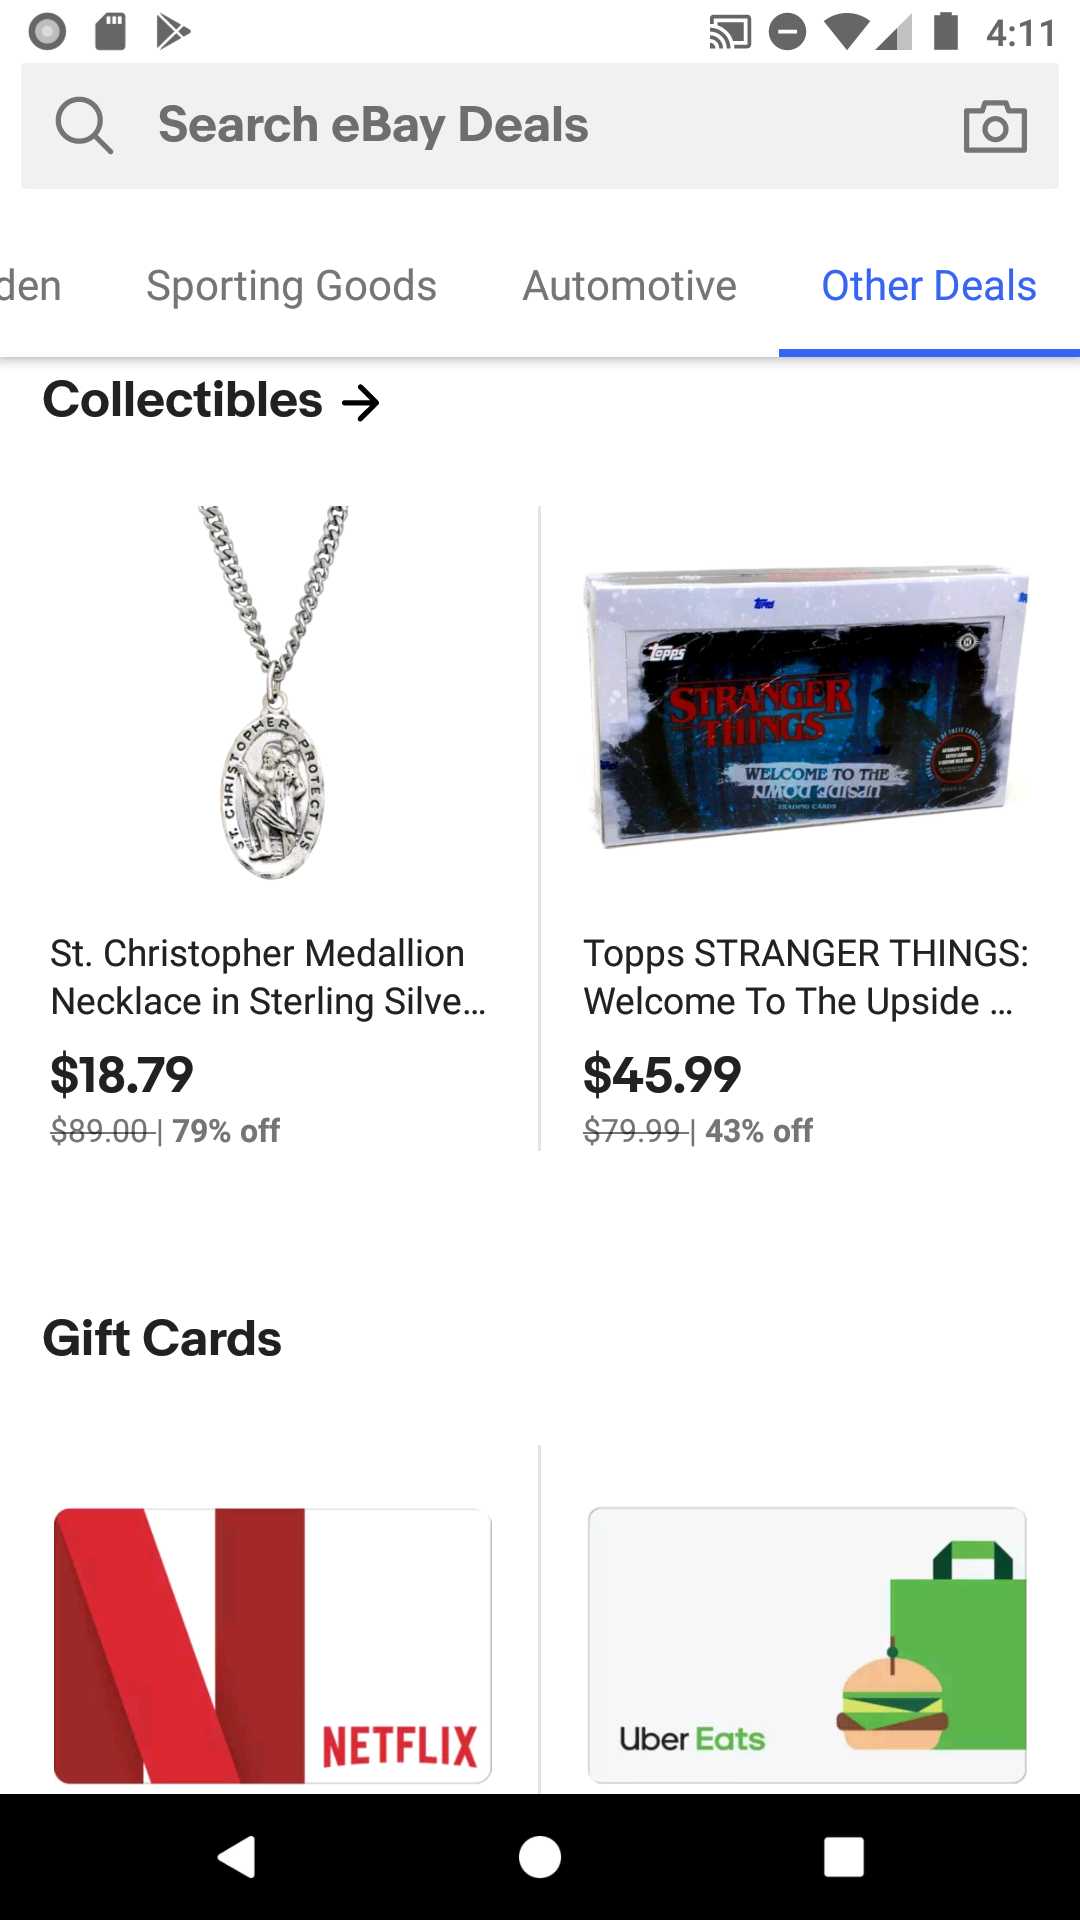 4:11
Search eBay Deals
den Sporting Goods Automotive Other Deals
Collectibles →
ST. CHRISTOPHER PROTECT US
Topps
Topps
STRANGER
THINGS
WELCOME TO THE
UPSIDE DOWN
TRADING CARDS
St. Christopher Medallion
Necklace in Sterling Silve...
$18.79
$89.00 | 79% off
Topps STRANGER THINGS:
Welcome To The Upside ...
$45.99
$79.99 | 43% off
Gift Cards
NETFLIX
Uber Eats